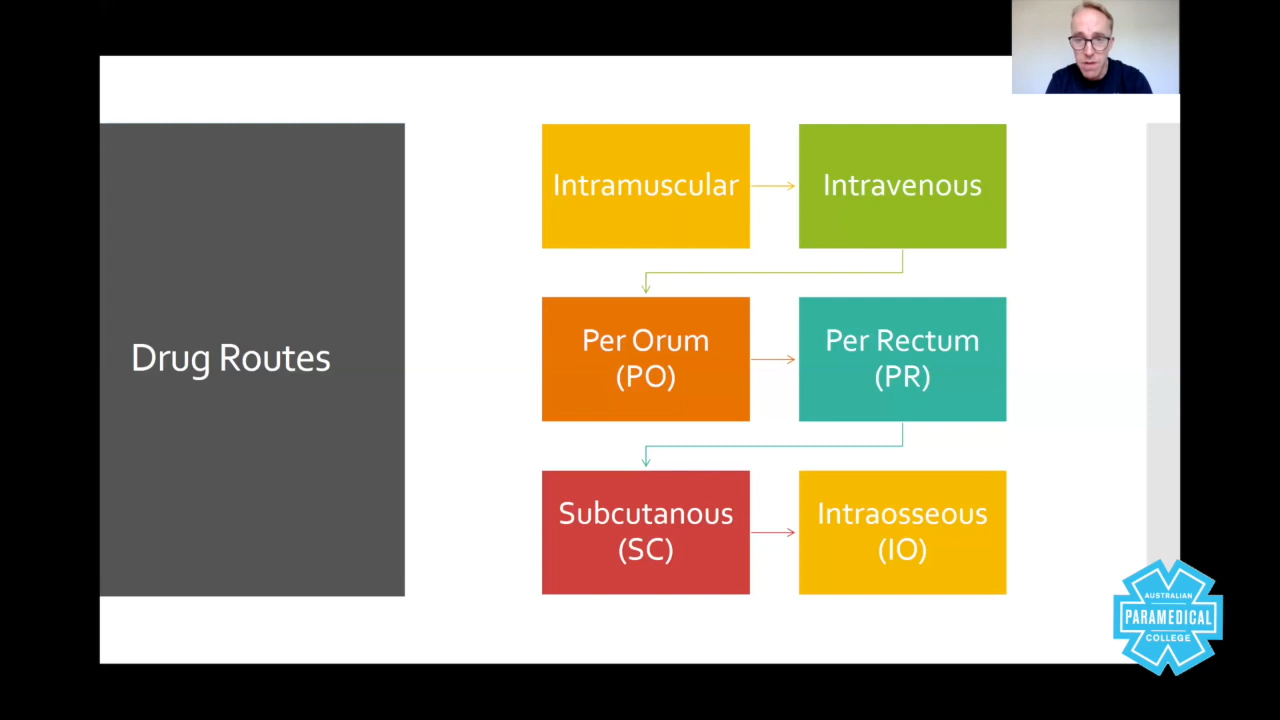 Drug Routes
Intramuscular
Intravenous
Per Orum
(PO)
Per Rectum
(PR)
Subcutanous
(SC)
Intraosseous
(IO)
AUSTRALIAN
PARAMEDICAL
COLLEGE